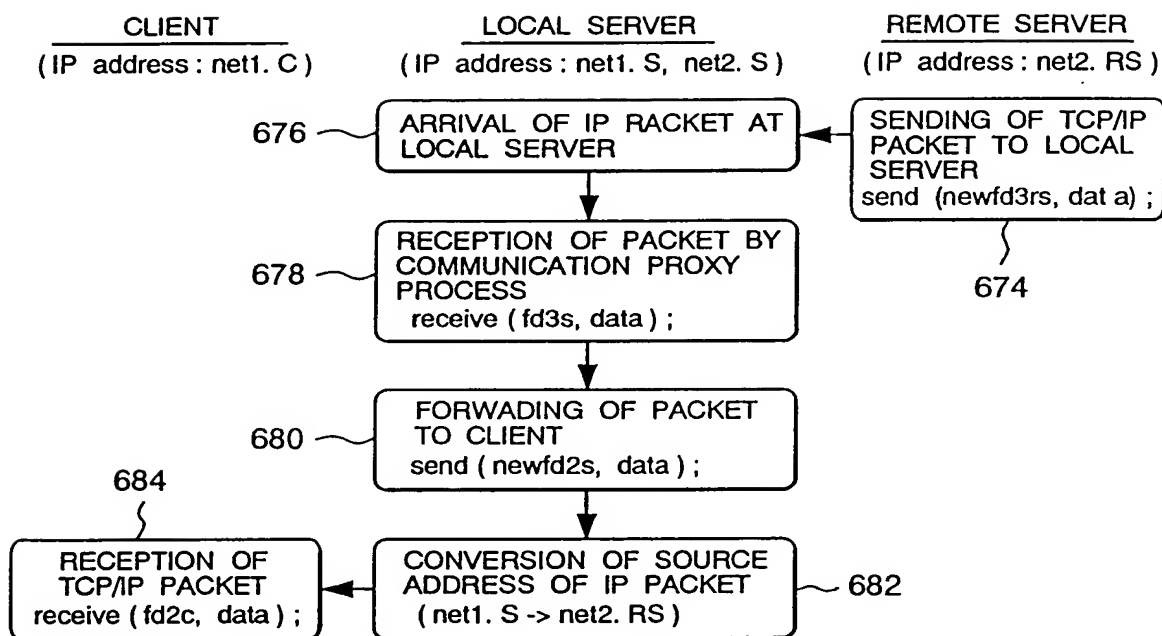 CLIENT
(IP address : net1. C)
LOCAL SERVER
(IP address : net1. S, net2. S)
REMOTE SERVER
(IP address : net2. RS)
676
ARRIVAL OF IP RACKET AT
LOCAL SERVER
SENDING OF TCP/IP
PACKET TO LOCAL
SERVER
send (newfd3rs, dat a) ;
674
678
RECEPTION OF PACKET BY
COMMUNICATION PROXY
PROCESS
receive (fd3s, data) ;
680
FORWADING OF PACKET
TO CLIENT
send (newfd2s, data) ;
684
RECEPTION OF
TCP/IP PACKET
receive (fd2c, data) ;
CONVERSION OF SOURCE
ADDRESS OF IP PACKET
(net1. S -> net2. RS)
682